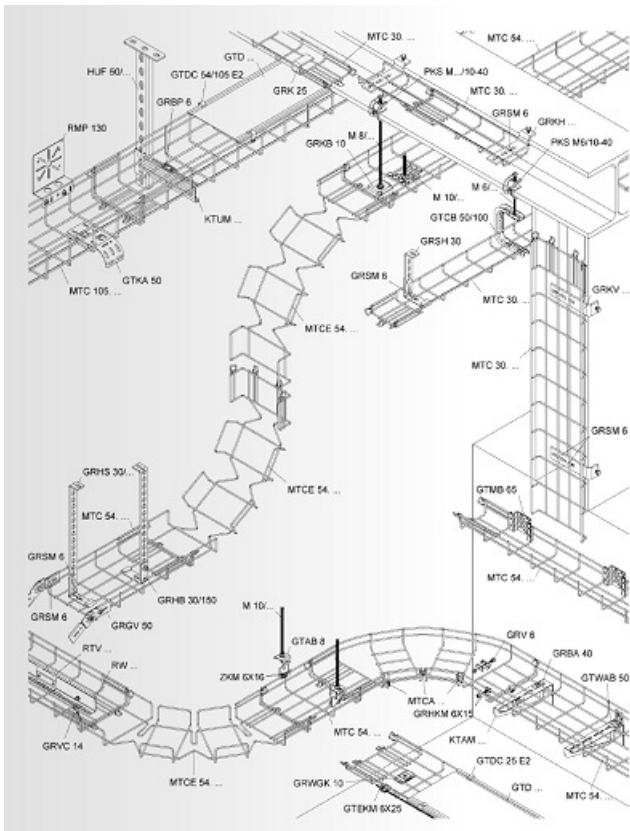 MTC 30. ...
MTC 54. ...
GTD ...
HUF 50/...
GTDC 54/105 E2
PKS M.../10-40
GRK 25
MTC 30. ...
GRBP 6
GRSM 6
GRKH ...
RMP 130
M 8/...
GRKB 10
PKS M6/10-40
M 10/...
M 6/...
KTUM ...
GTCB 50/100
GRSH 30
GTKA 50
GRSM 6
MTC 105. ...
GRKV ...
MTC 30. ...
MTCE 54. ...
MTC 30. ...
GRSM 6
GRHS 30/...
MTCE 54. ...
GTMB 65
MTC 54. ...
GRSM 6
MTC 54. ...
GRHB 30/150
GRSM 6
M 10/...
GRGV 50
GTAB 8
GRV 6
RTV ...
GRBA 40
RW ...
ZKM 6X16
GTWAB 50
MTCA ...
GRHKM 6X15
GRVC 14
MTC 54. ...
KTAM ...
GTDC 25 E2
MTCE 54. ...
GRWGK 10
GTD ...
MTC 54. ...
GTEKM 6X25